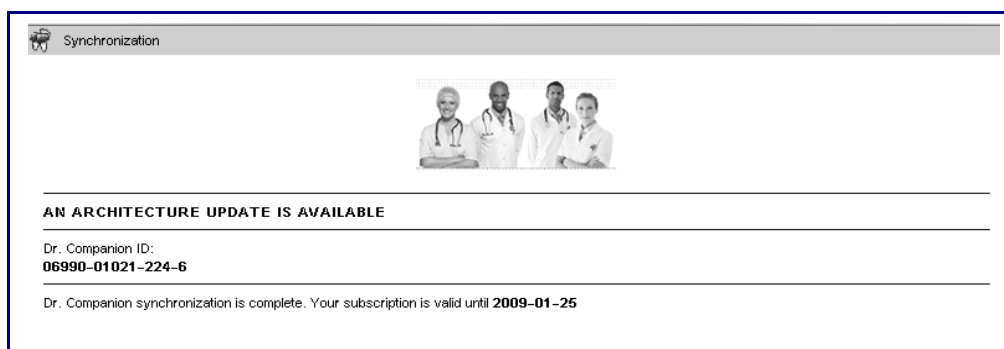 Synchronization
AN ARCHITECTURE UPDATE IS AVAILABLE
Dr. Companion ID:
06990-01021-224-6
Dr. Companion synchronization is complete. Your subscription is valid until 2009-01-25